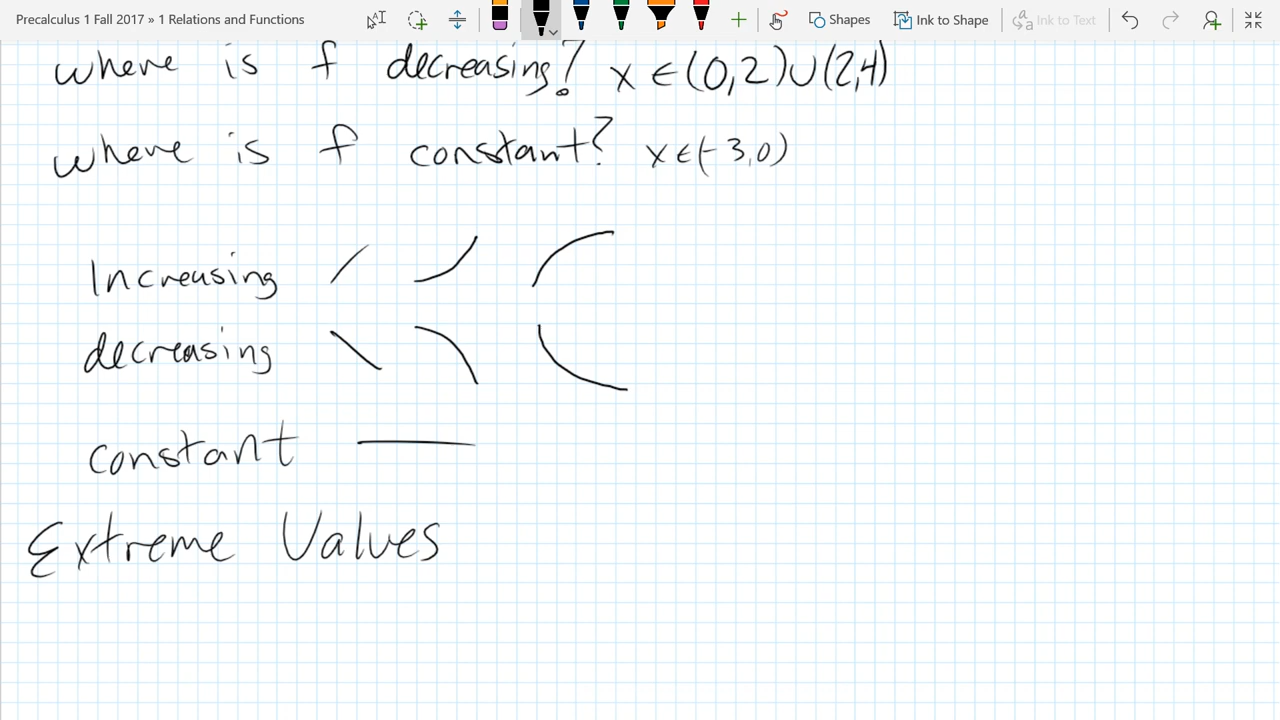 Precalculus 1 Fall 2017 » 1 Relations and Functions Shapes Ink to Shape Ink to Text
where is f decreasing? x ∈ (0,2)∪(2,4)
where is f constant? x ∈ (-3,0)
Increasing
decreasing
constant
Extreme Values